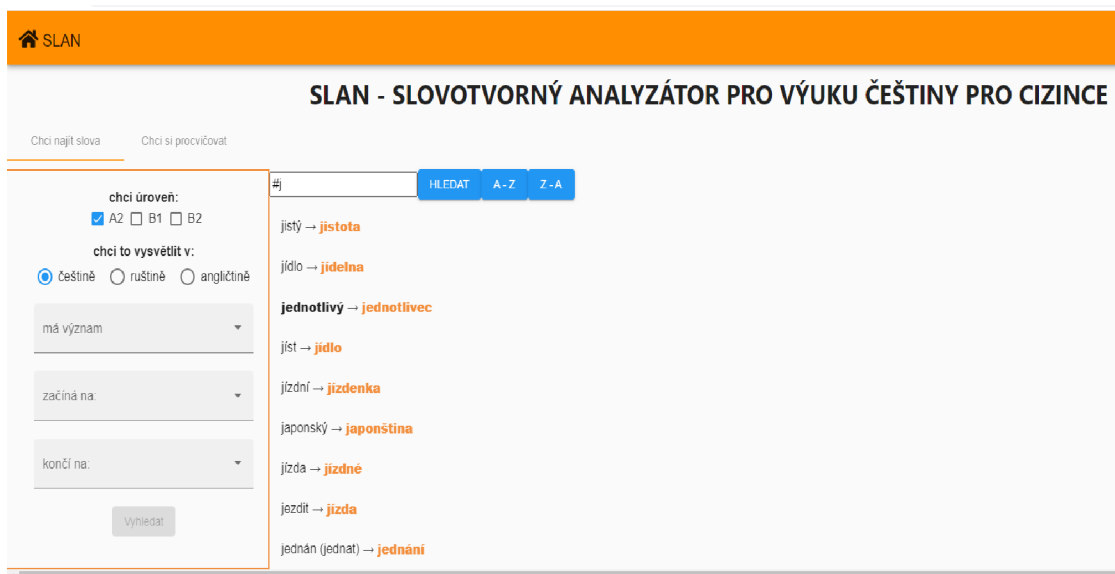 SLAN
SLAN - SLOVOTVORNÝ ANALYZÁTOR PRO VÝUKU ČEŠTINY PRO CIZINCE
Chci najít slova
Chci si procvičovat
chci úroveň:
A2 B1 B2
chci to vysvětlit v:
češtině ruštině angličtině
má význam
začíná na:
končí na:
Vyhledat
#j
HLEDAT A - Z Z - A
jistý → jistota
jídlo → jídelna
jednotlivý → jednotlivec
jíst → jídlo
jízdní → jízdenka
japonský → japonština
jízda → jízdné
jezdit → jízda
jednán (jednat) → jednání